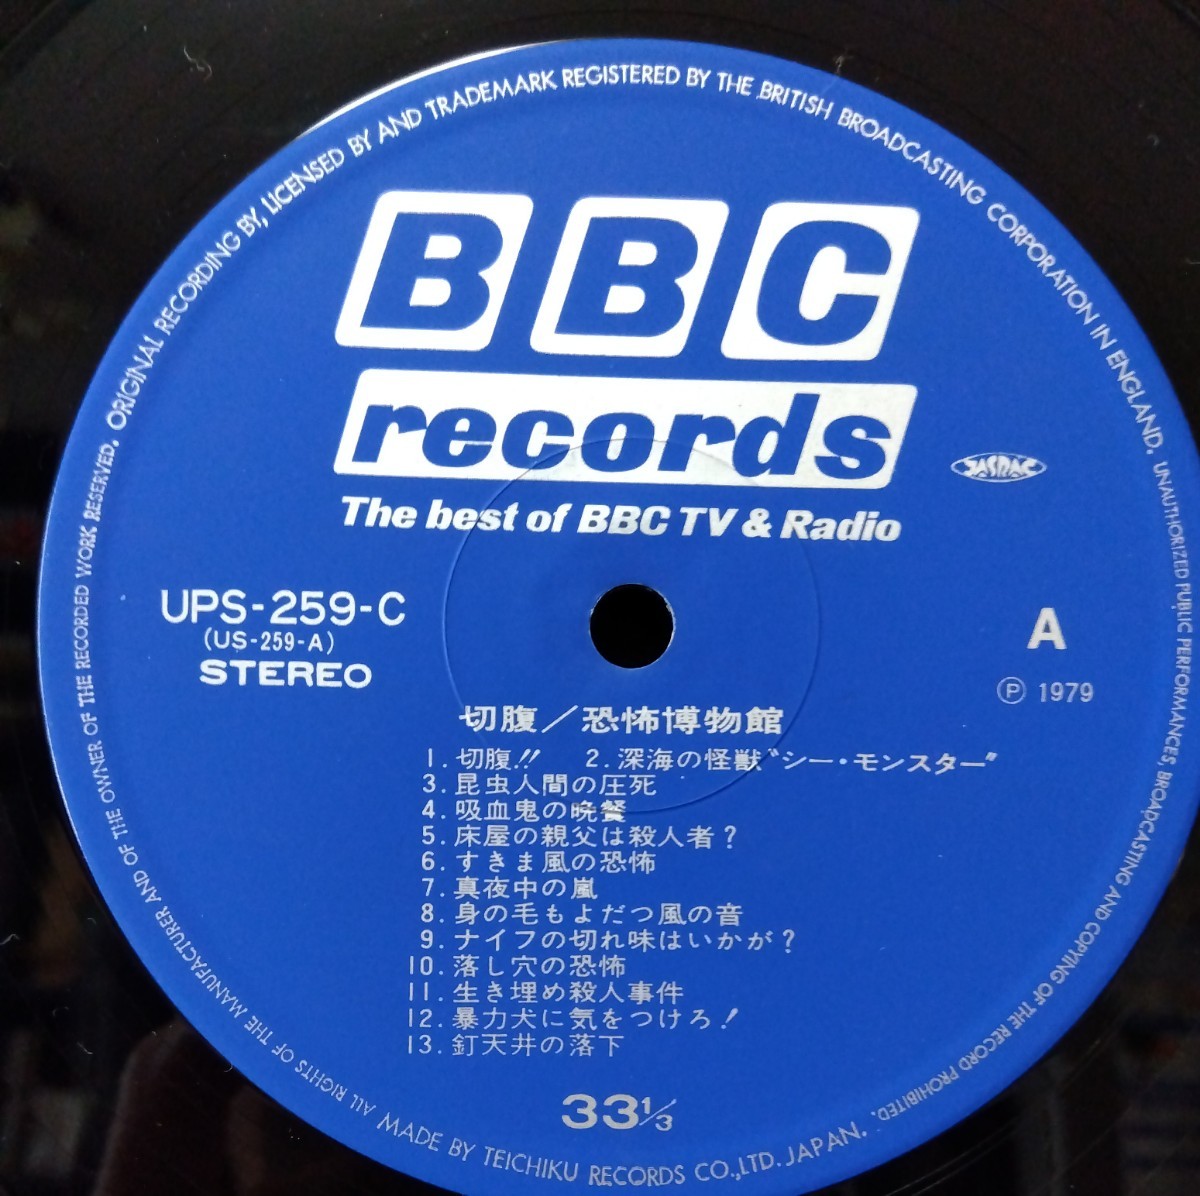 ORIGINAL RECORDING BY, LICENSED BY AND TRADEMARK REGISTERED BY THE BRITISH BROADCASTING CORPORATION IN ENGLAND. UNAUTHORIZED PUBLIC PERFORMANCES, BROADCASTING AND COPYING OF THE RECORD PROHIBITED.
BBC
records
The best of BBC TV & Radio
JASRAC
UPS-259-C
(US-259-A)
STEREO
A
Ⓟ 1979
切腹／恐怖博物館
1. 切腹!! 2. 深海の怪獣〝シー・モンスター〟
3. 昆虫人間の圧死
4. 吸血鬼の晩餐
5. 床屋の親父は殺人者？
6. すきま風の恐怖
7. 真夜中の嵐
8. 身の毛もよだつ風の音
9. ナイフの切れ味はいかが？
10. 落し穴の恐怖
11. 生き埋め殺人事件
12. 暴力犬に気をつけろ！
13. 釘天井の落下
33⅓
ALL RIGHTS OF THE MANUFACTURER AND OF THE OWNER OF THE RECORDED WORK RESERVED.
MADE BY TEICHIKU RECORDS CO.,LTD. JAPAN.